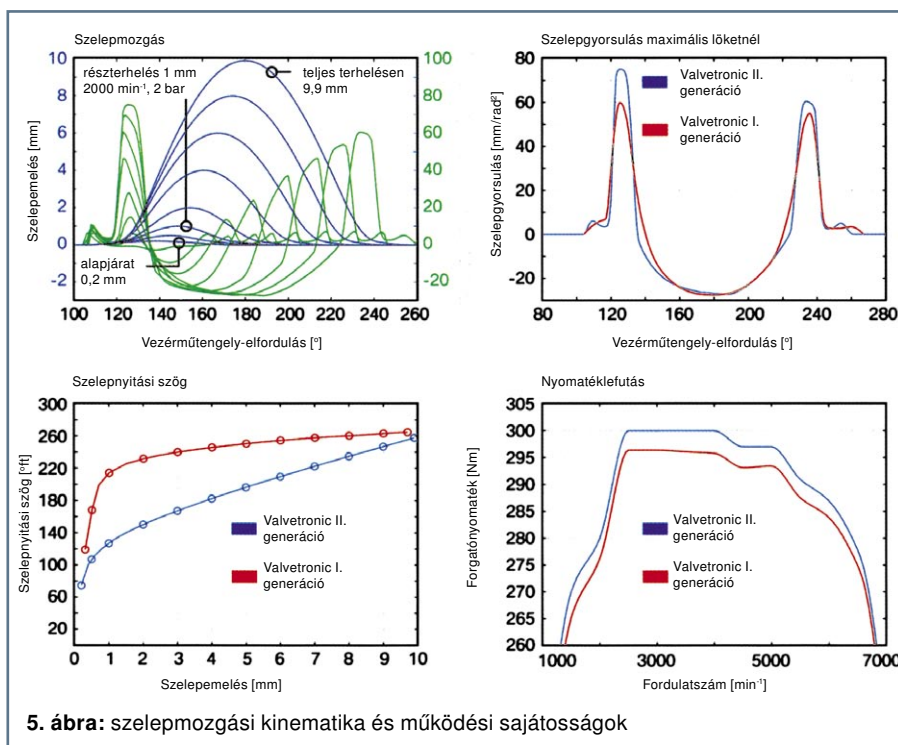 Szelepmozgás
Szelepemelés [mm]
10
8
6
4
2
0
-2
100
80
60
40
20
0
-20
részterhelés 1 mm
2000 min⁻¹, 2 bar
teljes terhelésen
9,9 mm
alapjárat
0,2 mm
100 120 140 160 180 200 220 240 260
Vezérműtengely-elfordulás [°]
Szelepgyorsulás maximális löketnél
Szelepgyorsulás [mm/rad²]
80
60
40
20
0
-20
Valvetronic II.
generáció
Valvetronic I.
generáció
80 120 160 200 240 280
Vezérműtengely-elfordulás [°]
Szelepnyitási szög
Szelepnyitási szög [°ft]
300
260
220
180
140
100
60
20
Valvetronic II.
generáció
Valvetronic I.
generáció
0 1 2 3 4 5 6 7 8 9 10
Szelepemelés [mm]
Nyomatéklefutás
Forgatónyomaték [Nm]
305
300
295
290
285
280
275
270
265
260
Valvetronic II.
generáció
Valvetronic I.
generáció
1000 3000 5000 7000
Fordulatszám [min⁻¹]
5. ábra: szelepmozgási kinematika és működési sajátosságok